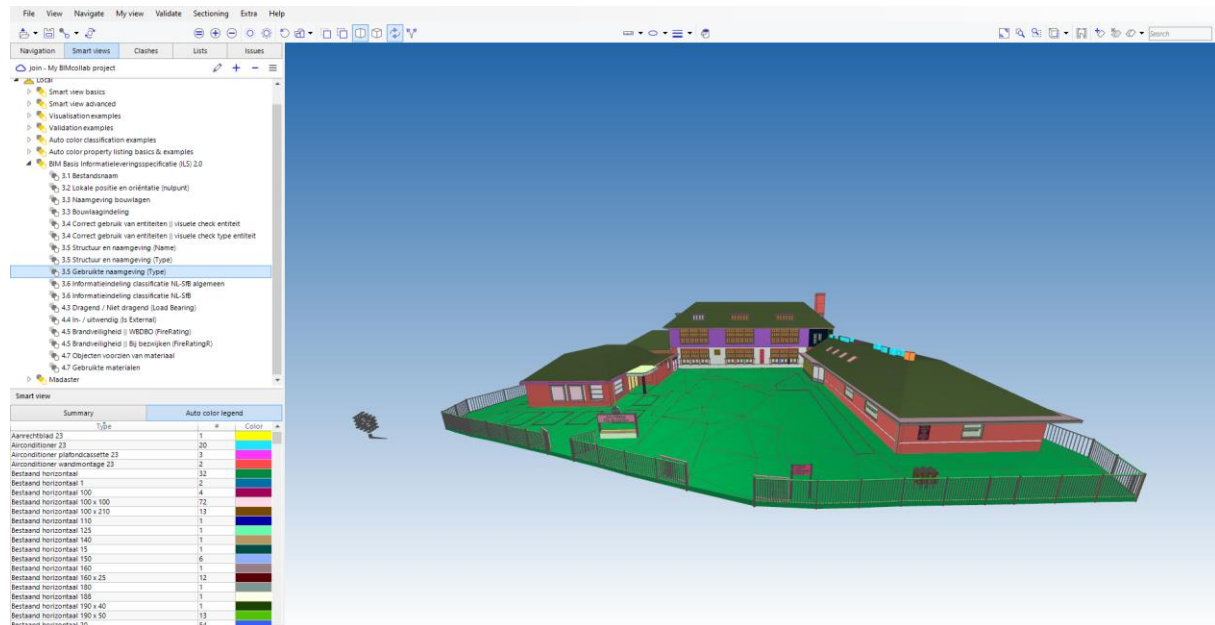 File View Navigate My view Validate Sectioning Extra Help
Search
Navigation Smart views Clashes Lists Issues
join - My BIMcollab project
Local
Smart view basics
Smart view advanced
Visualisation examples
Validation examples
Auto color classification examples
Auto color property listing basics & examples
BIM Basis Informatieleveringsspecificatie (ILS) 2.0
3.1 Bestandsnaam
3.2 Lokale positie en oriëntatie (nulpunt)
3.3 Naamgeving bouwlagen
3.3 Bouwlaagindeling
3.4 Correct gebruik van entiteiten || visuele check entiteit
3.4 Correct gebruik van entiteiten || visuele check type entiteit
3.5 Structuur en naamgeving (Name)
3.5 Structuur en naamgeving (Type)
3.5 Gebruikte naamgeving (Type)
3.6 Informatieindeling classificatie NL-SfB algemeen
3.6 Informatieindeling classificatie NL-SfB
4.3 Dragend / Niet dragend (Load Bearing)
4.4 In- / uitwendig (Is External)
4.5 Brandveiligheid || WBDBO (FireRating)
4.5 Brandveiligheid || Bij bezwijken (FireRatingR)
4.7 Objecten voorzien van materiaal
4.7 Gebruikte materialen
Madaster
Smart view
Summary Auto color legend
Type # Color
Aanrechtblad 23 1
Airconditioner 23 20
Airconditioner plafondcassette 23 3
Airconditioner wandmontage 23 2
Bestaand horizontaal 32
Bestaand horizontaal 1 2
Bestaand horizontaal 100 4
Bestaand horizontaal 100 x 100 72
Bestaand horizontaal 100 x 210 13
Bestaand horizontaal 110 1
Bestaand horizontaal 125 1
Bestaand horizontaal 140 1
Bestaand horizontaal 15 1
Bestaand horizontaal 150 6
Bestaand horizontaal 160 1
Bestaand horizontaal 160 x 25 12
Bestaand horizontaal 180 1
Bestaand horizontaal 186 1
Bestaand horizontaal 190 x 40 1
Bestaand horizontaal 190 x 50 13
Bestaand horizontaal 20 54